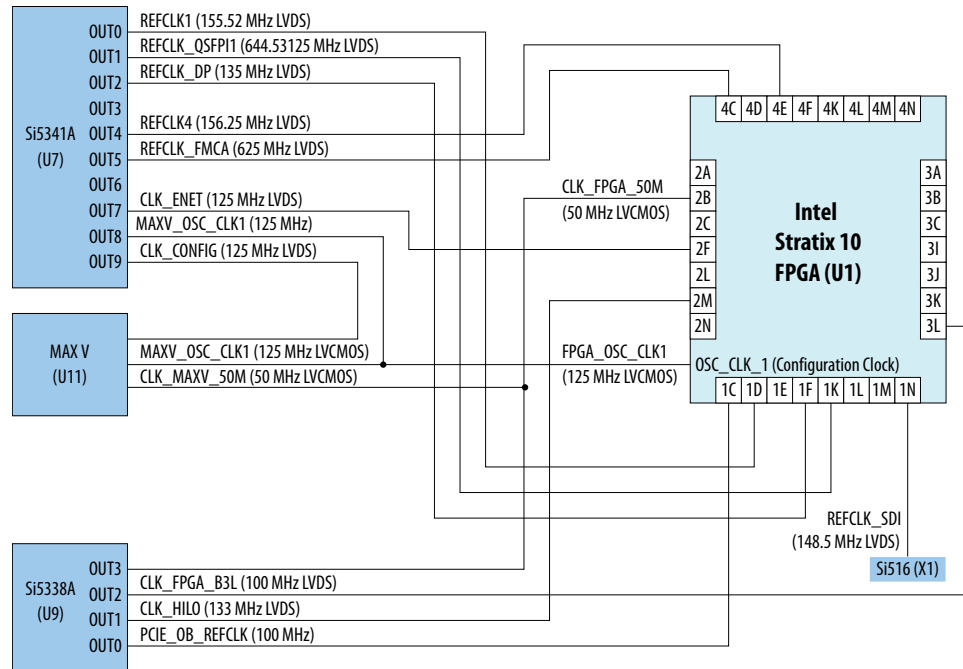 Si5341A
(U7)
OUT0
OUT1
OUT2
OUT3
OUT4
OUT5
OUT6
OUT7
OUT8
OUT9
REFCLK1 (155.52 MHz LVDS)
REFCLK_QSFPI1 (644.53125 MHz LVDS)
REFCLK_DP (135 MHz LVDS)
REFCLK4 (156.25 MHz LVDS)
REFCLK_FMCA (625 MHz LVDS)
CLK_ENET (125 MHz LVDS)
MAXV_OSC_CLK1 (125 MHz)
CLK_CONFIG (125 MHz LVDS)
MAX V
(U11)
MAXV_OSC_CLK1 (125 MHz LVCMOS)
CLK_MAXV_50M (50 MHz LVCMOS)
CLK_FPGA_50M
(50 MHz LVCMOS)
FPGA_OSC_CLK1
(125 MHz LVCMOS)
4C 4D 4E 4F 4K 4L 4M 4N
2A
2B
2C
2F
2L
2M
2N
Intel
Stratix 10
FPGA (U1)
3A
3B
3C
3I
3J
3K
3L
OSC_CLK_1 (Configuration Clock)
1C 1D 1E 1F 1K 1L 1M 1N
REFCLK_SDI
(148.5 MHz LVDS)
Si516 (X1)
Si5338A
(U9)
OUT3
OUT2
OUT1
OUT0
CLK_FPGA_B3L (100 MHz LVDS)
CLK_HILO (133 MHz LVDS)
PCIE_OB_REFCLK (100 MHz)